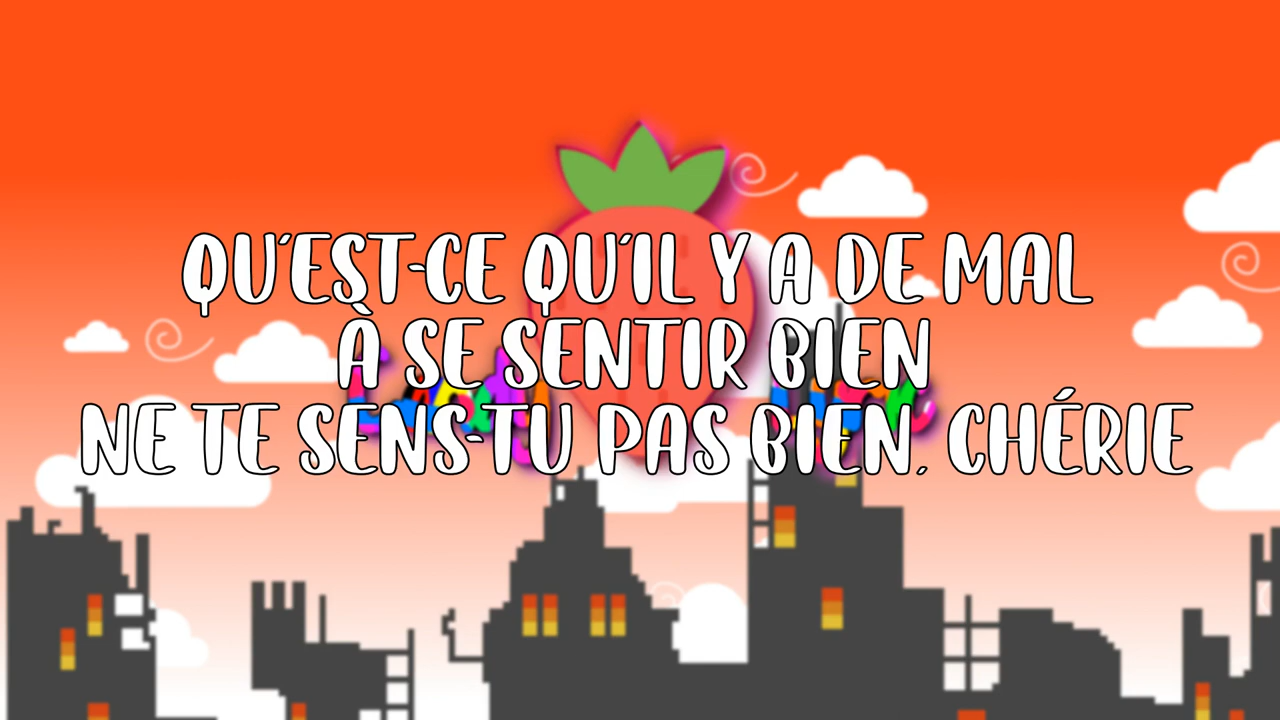 QU'EST-CE QU'IL Y A DE MAL
À SE SENTIR BIEN
NE TE SENS-TU PAS BIEN, CHÉRIE